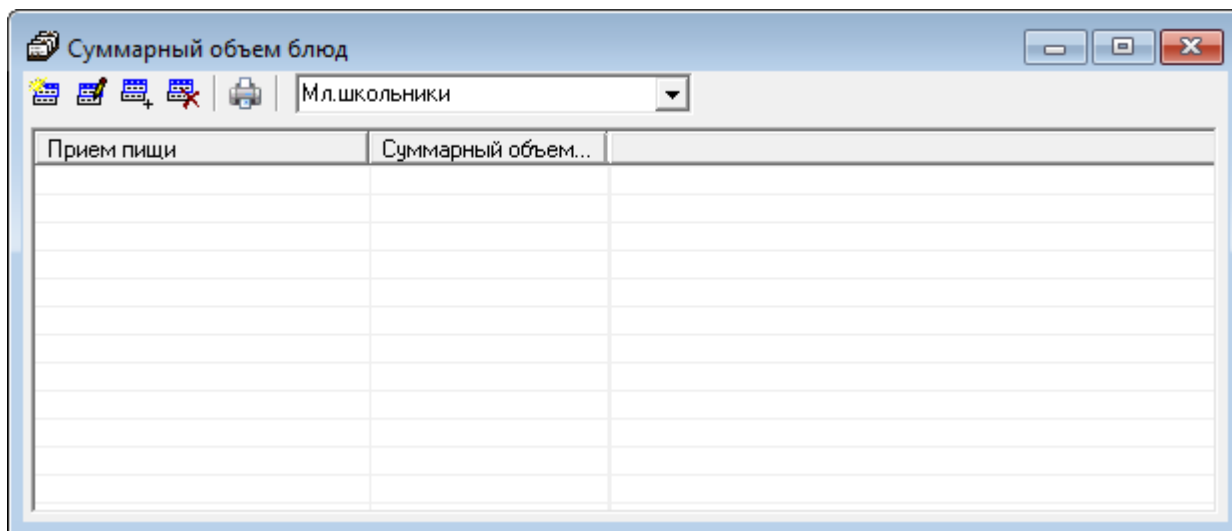 Суммарный объем блюд
Мл.школьники
Прием пищи Суммарный объем...